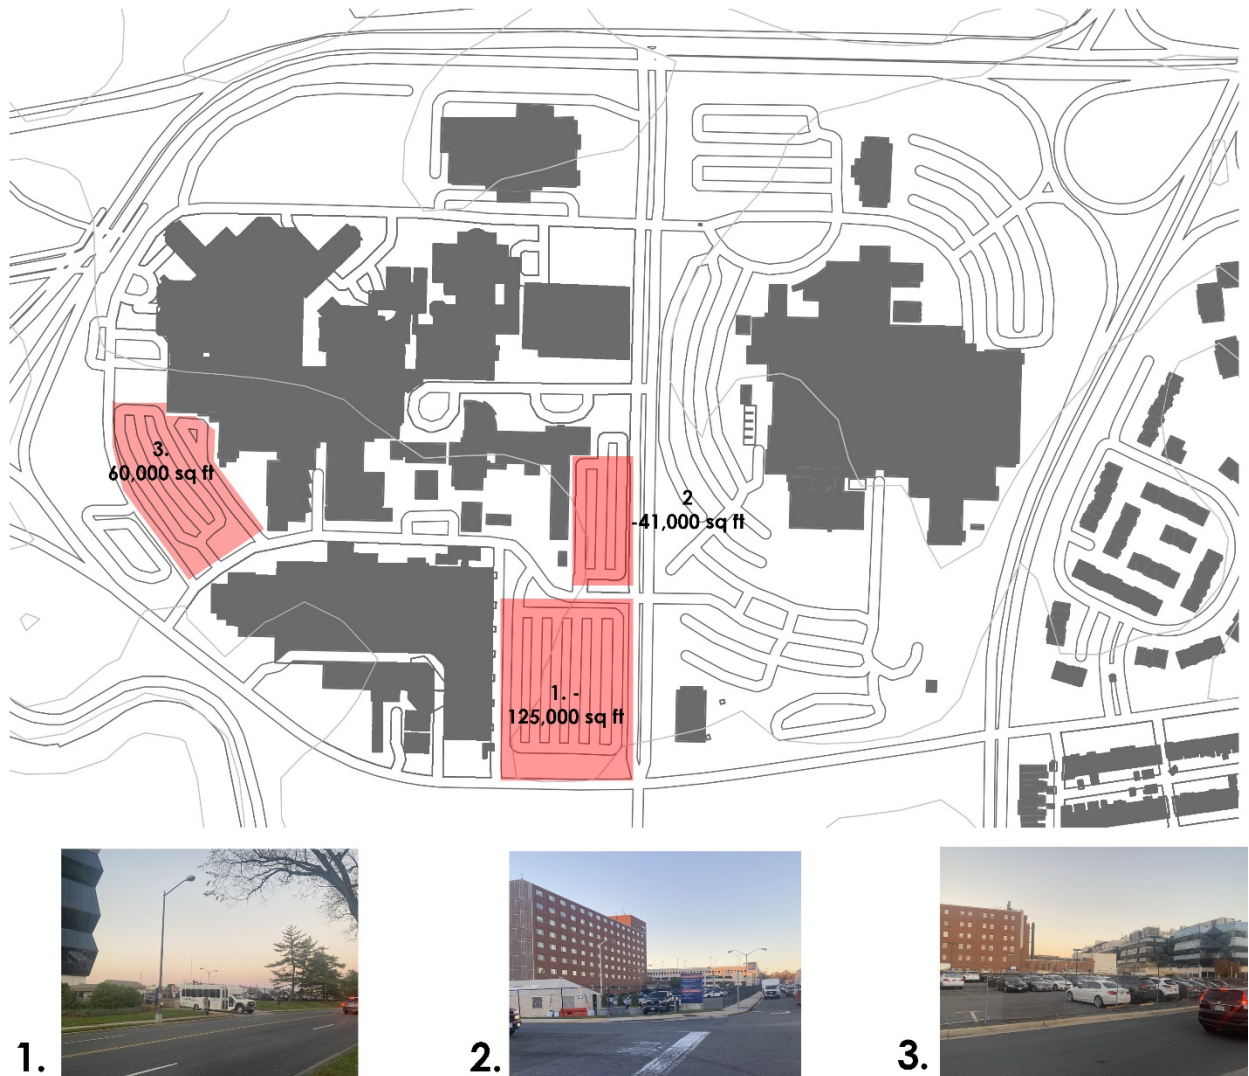 3.
60,000 sq ft
2
-41,000 sq ft
1. -
125,000 sq ft
1.
2.
3.